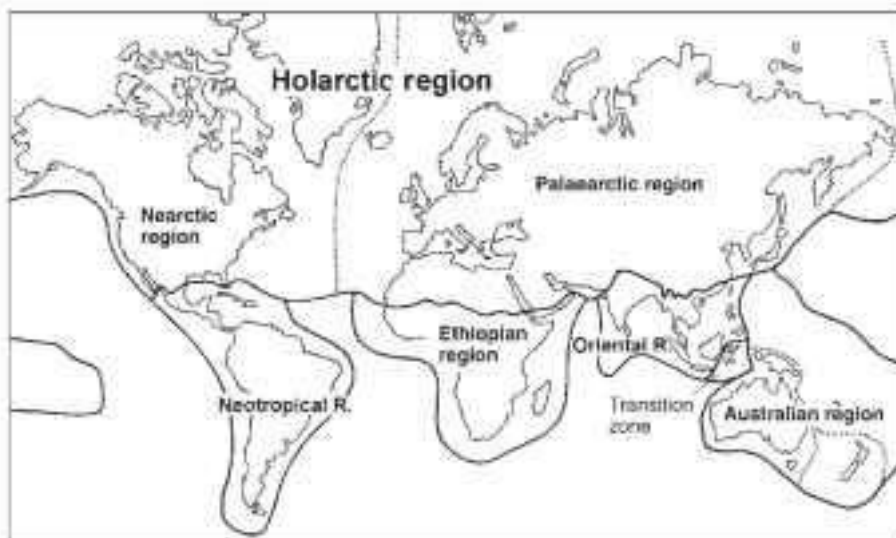 Holarctic region
Palaearctic region
Nearctic
region
Ethiopian
region
Oriental R.
Neotropical R.
Transition
zone
Australian region